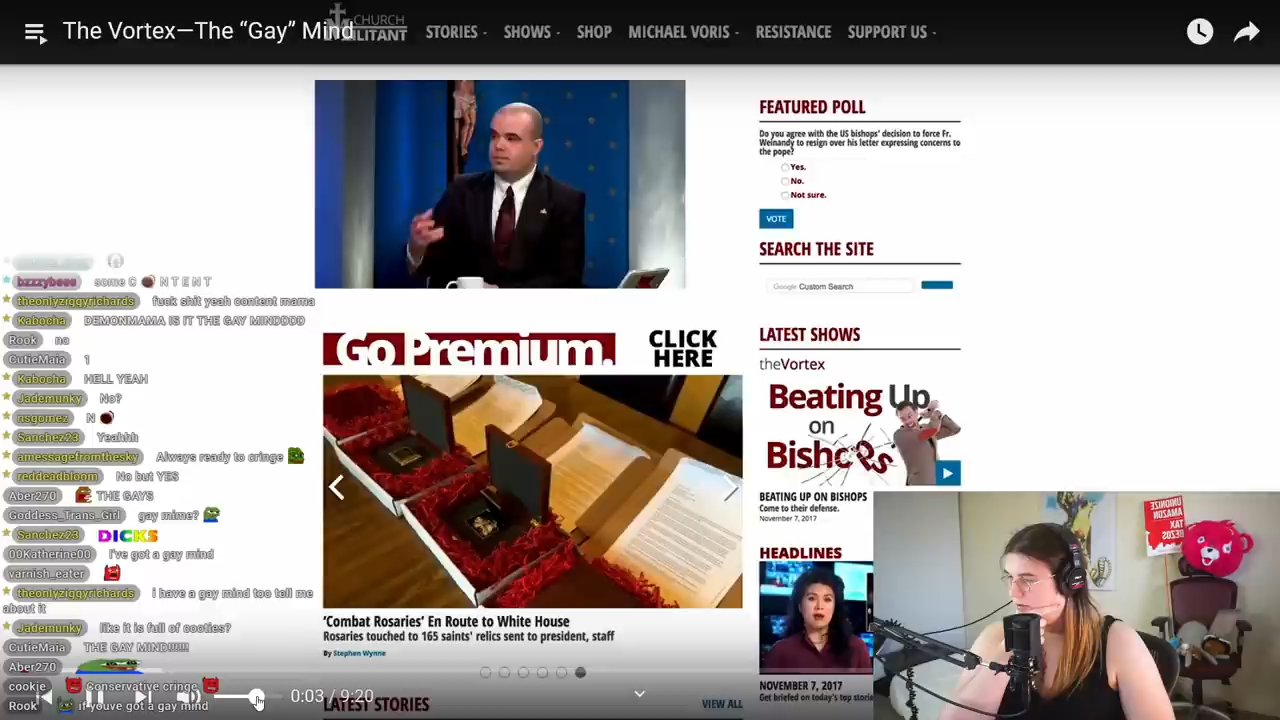 The Vortex—The “Gay” Mind
CHURCH
MILITANT
STORIES
SHOWS
SHOP
MICHAEL VORIS
RESISTANCE
SUPPORT US
FEATURED POLL
Do you agree with the US bishops' decision to force Fr.
Weinandy to resign over his letter expressing concerns to
the pope?
Yes.
No.
Not sure.
VOTE
SEARCH THE SITE
Google Custom Search
LATEST SHOWS
theVortex
Beating Up
on
Bishops
BEATING UP ON BISHOPS
Come to their defense.
November 7, 2017
HEADLINES
NOVEMBER 7, 2017
Get briefed on today's top stories
Go Premium.
CLICK
HERE
‘Combat Rosaries’ En Route to White House
Rosaries touched to 165 saints' relics sent to president, staff
By Stephen Wynne
LATEST STORIES
VIEW ALL
bzzzybeee some C N T E N T
theonlyziggyrichards fuck shit yeah content mama
Kabocha DEMONMAMA IS IT THE GAY MINDDDD
Rook no
CutieMaia 1
Kabocha HELL YEAH
Jademunky No?
nsgomez N
Sanchez23 Yeahhh
amessagefromthesky Always ready to cringe
reddeadbloom No but YES
Aber270 THE GAYS
Goddess_Trans_Girl gay mime?
Sanchez23 DICKS
00Katherine00 I've got a gay mind
varnish_eater
theonlyziggyrichards i have a gay mind too tell me
about it
Jademunky like it is full of cooties?
CutieMaia THE GAY MIND!!!!!
Aber270
cookie Conservative cringe
Rook if youve got a gay mind
0:03 / 9:20
UNIONIZE
AMAZON
TAX
BEZOS